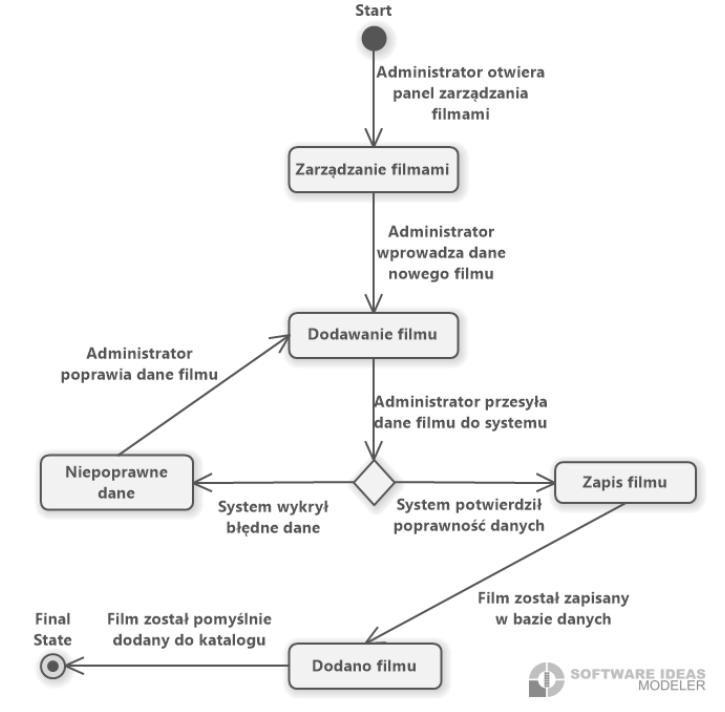 Start
Administrator otwiera
panel zarządzania
filmami
Zarządzanie filmami
Administrator
wprowadza dane
nowego filmu
Dodawanie filmu
Administrator
poprawia dane filmu
Administrator przesyła
dane filmu do systemu
Niepoprawne
dane
System wykrył
błędne dane
System potwierdził
poprawność danych
Zapis filmu
Film został zapisany
w bazie danych
Final
State
Film został pomyślnie
dodany do katalogu
Dodano filmu
SOFTWARE IDEAS
MODELER